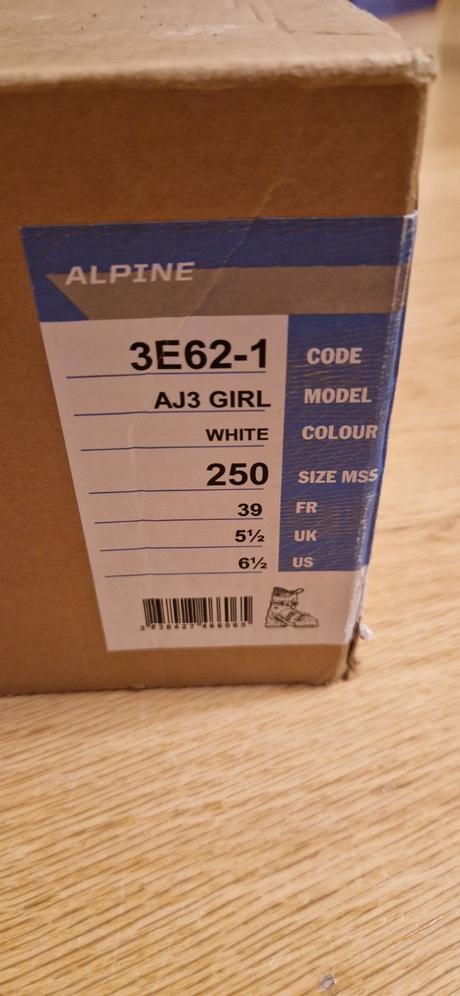 ALPINE
3E62-1 CODE
AJ3 GIRL MODEL
WHITE COLOUR
250 SIZE MSS
39 FR
5½ UK
6½ US